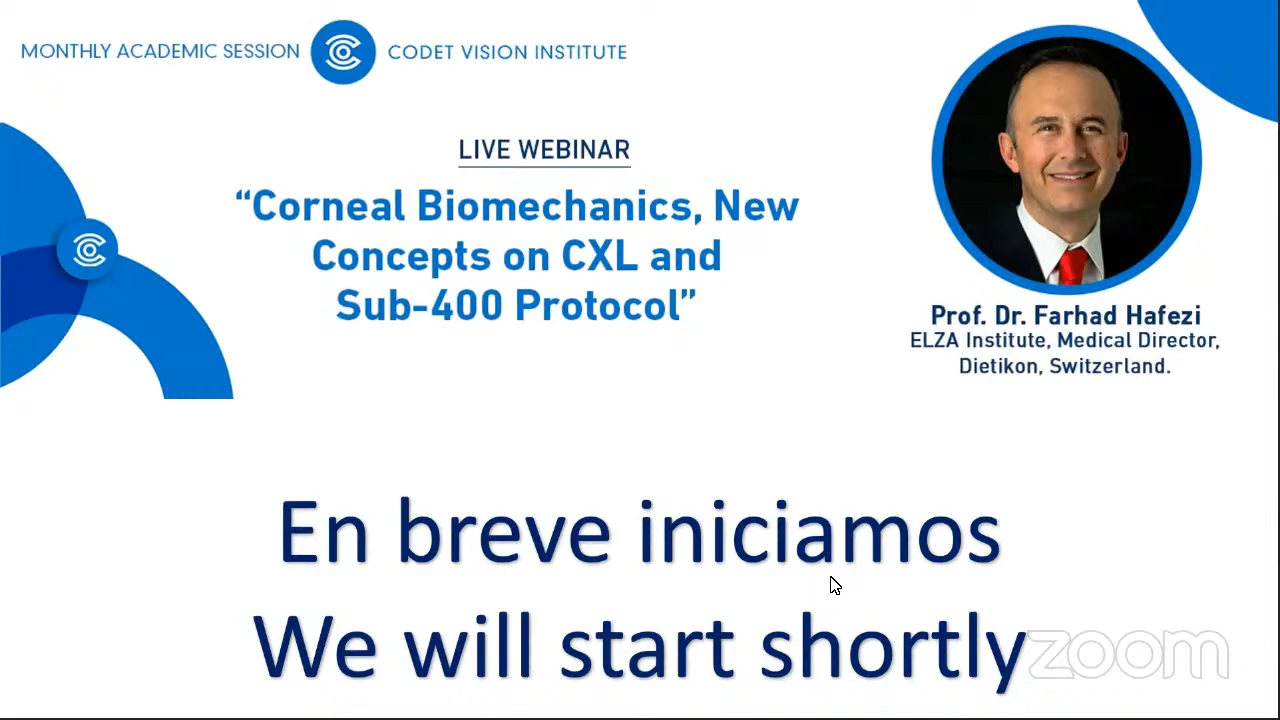 MONTHLY ACADEMIC SESSION CODET VISION INSTITUTE
LIVE WEBINAR
“Corneal Biomechanics, New
Concepts on CXL and
Sub-400 Protocol”
Prof. Dr. Farhad Hafezi
ELZA Institute, Medical Director,
Dietikon, Switzerland.
En breve iniciamos
We will start shortly
zoom